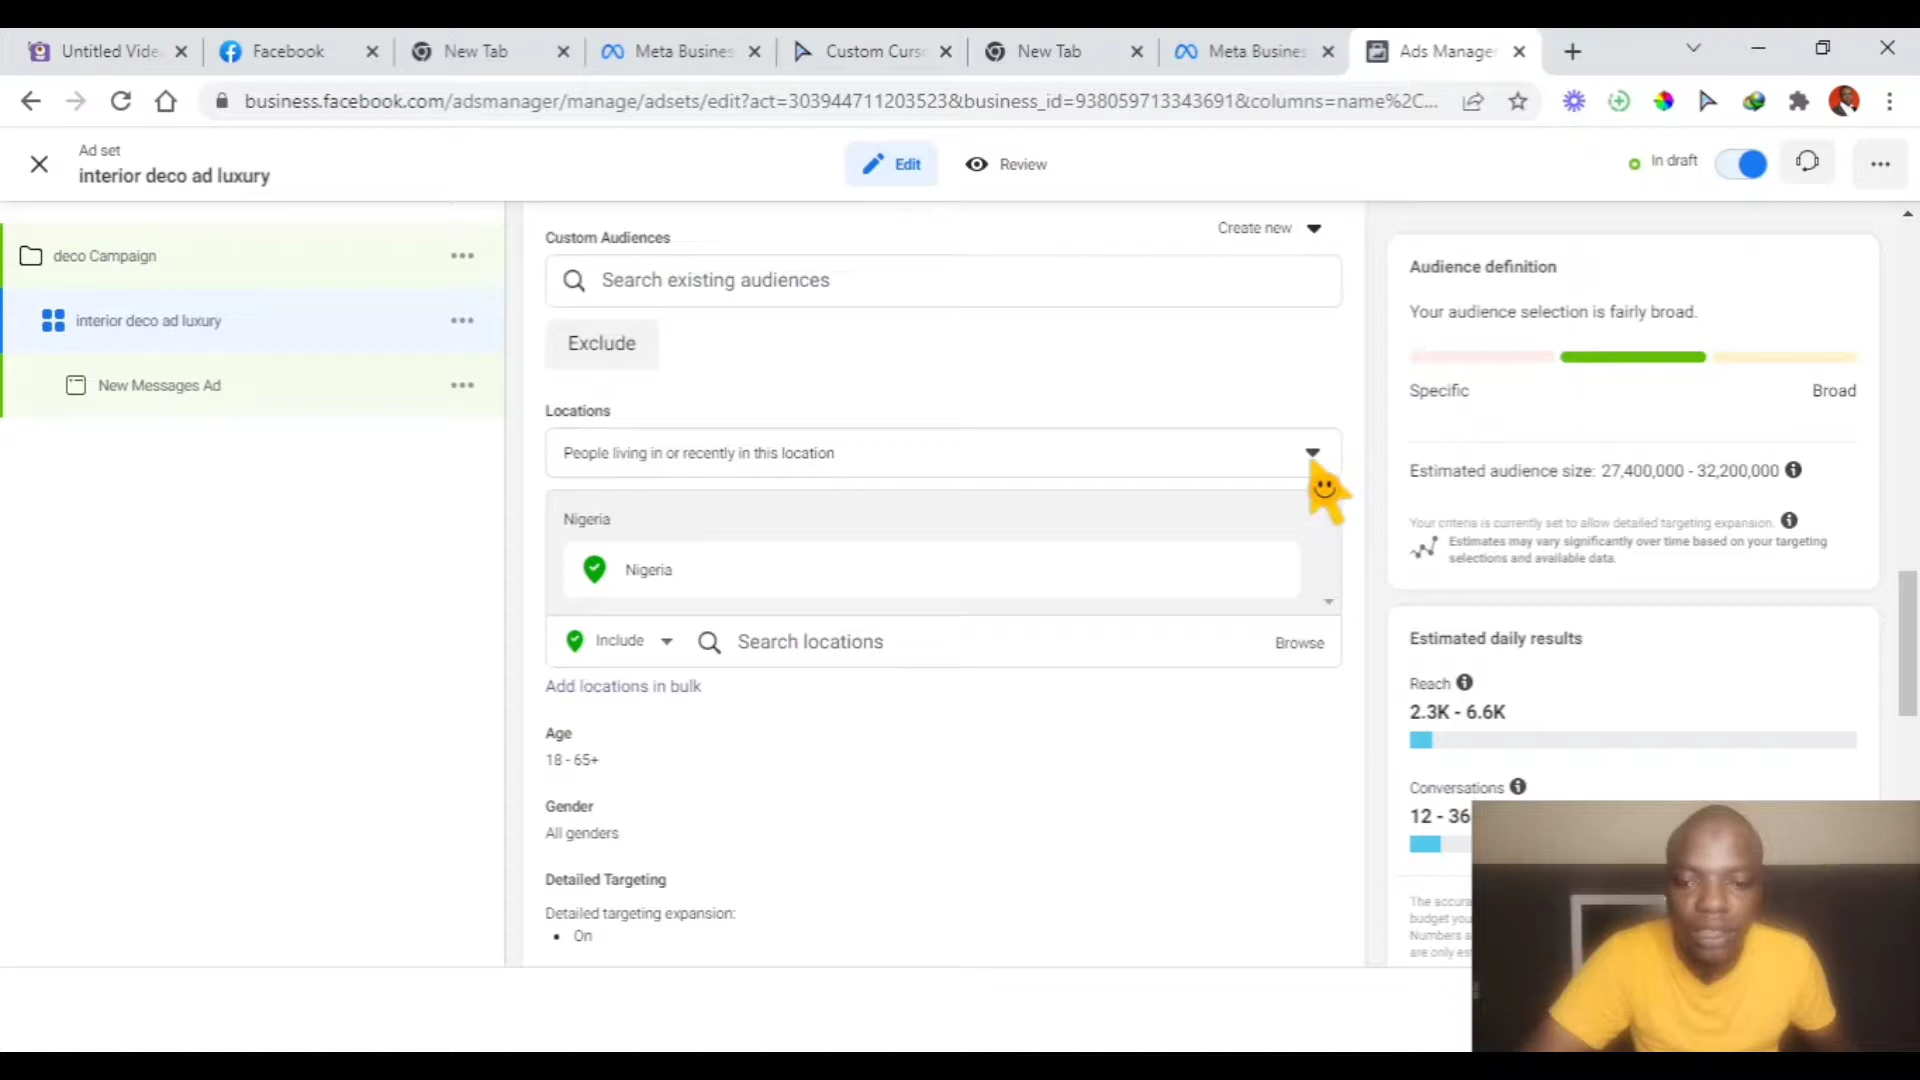 Untitled Vide
Facebook
New Tab
Meta Busines
Custom Curs
New Tab
Meta Busines
Ads Manager
business.facebook.com/adsmanager/manage/adsets/edit?act=303944711203523&business_id=938059713343691&columns=name%2C...
Ad set
interior deco ad luxury
Edit
Review
In draft
deco Campaign
interior deco ad luxury
New Messages Ad
Create new
Custom Audiences
Search existing audiences
Exclude
Locations
People living in or recently in this location
Nigeria
Nigeria
Include
Search locations
Browse
Add locations in bulk
Age
18 - 65+
Gender
All genders
Detailed Targeting
Detailed targeting expansion:
• On
Audience definition
Your audience selection is fairly broad.
Specific
Broad
Estimated audience size: 27,400,000 - 32,200,000
Your criteria is currently set to allow detailed targeting expansion.
Estimates may vary significantly over time based on your targeting
selections and available data.
Estimated daily results
Reach
2.3K - 6.6K
Conversations
12 - 36
The accura
budget you
Numbers a
are only es